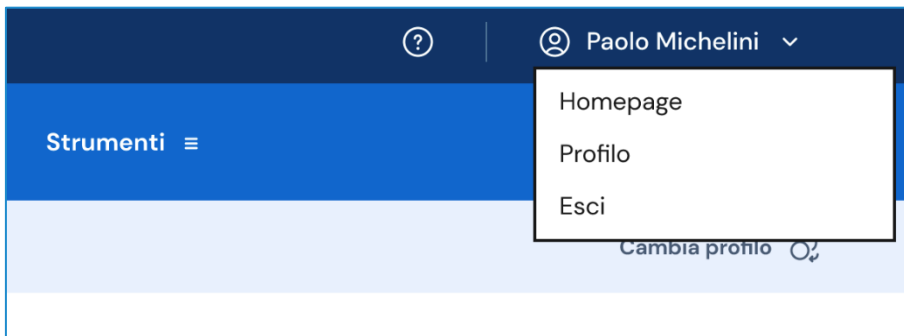 Paolo Michelini
Homepage
Strumenti
Profilo
Esci
Cambia profilo